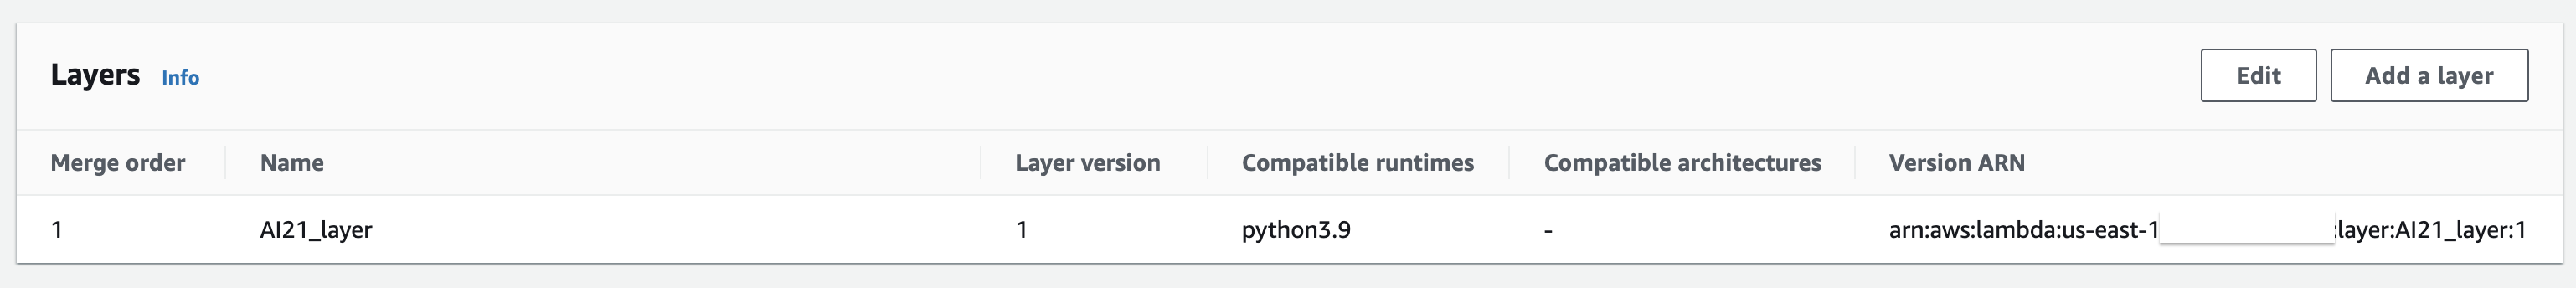 Layers Info
Edit
Add a layer
Merge order Name Layer version Compatible runtimes Compatible architectures Version ARN
1 AI21_layer 1 python3.9 - arn:aws:lambda:us-east-1 :layer:AI21_layer:1